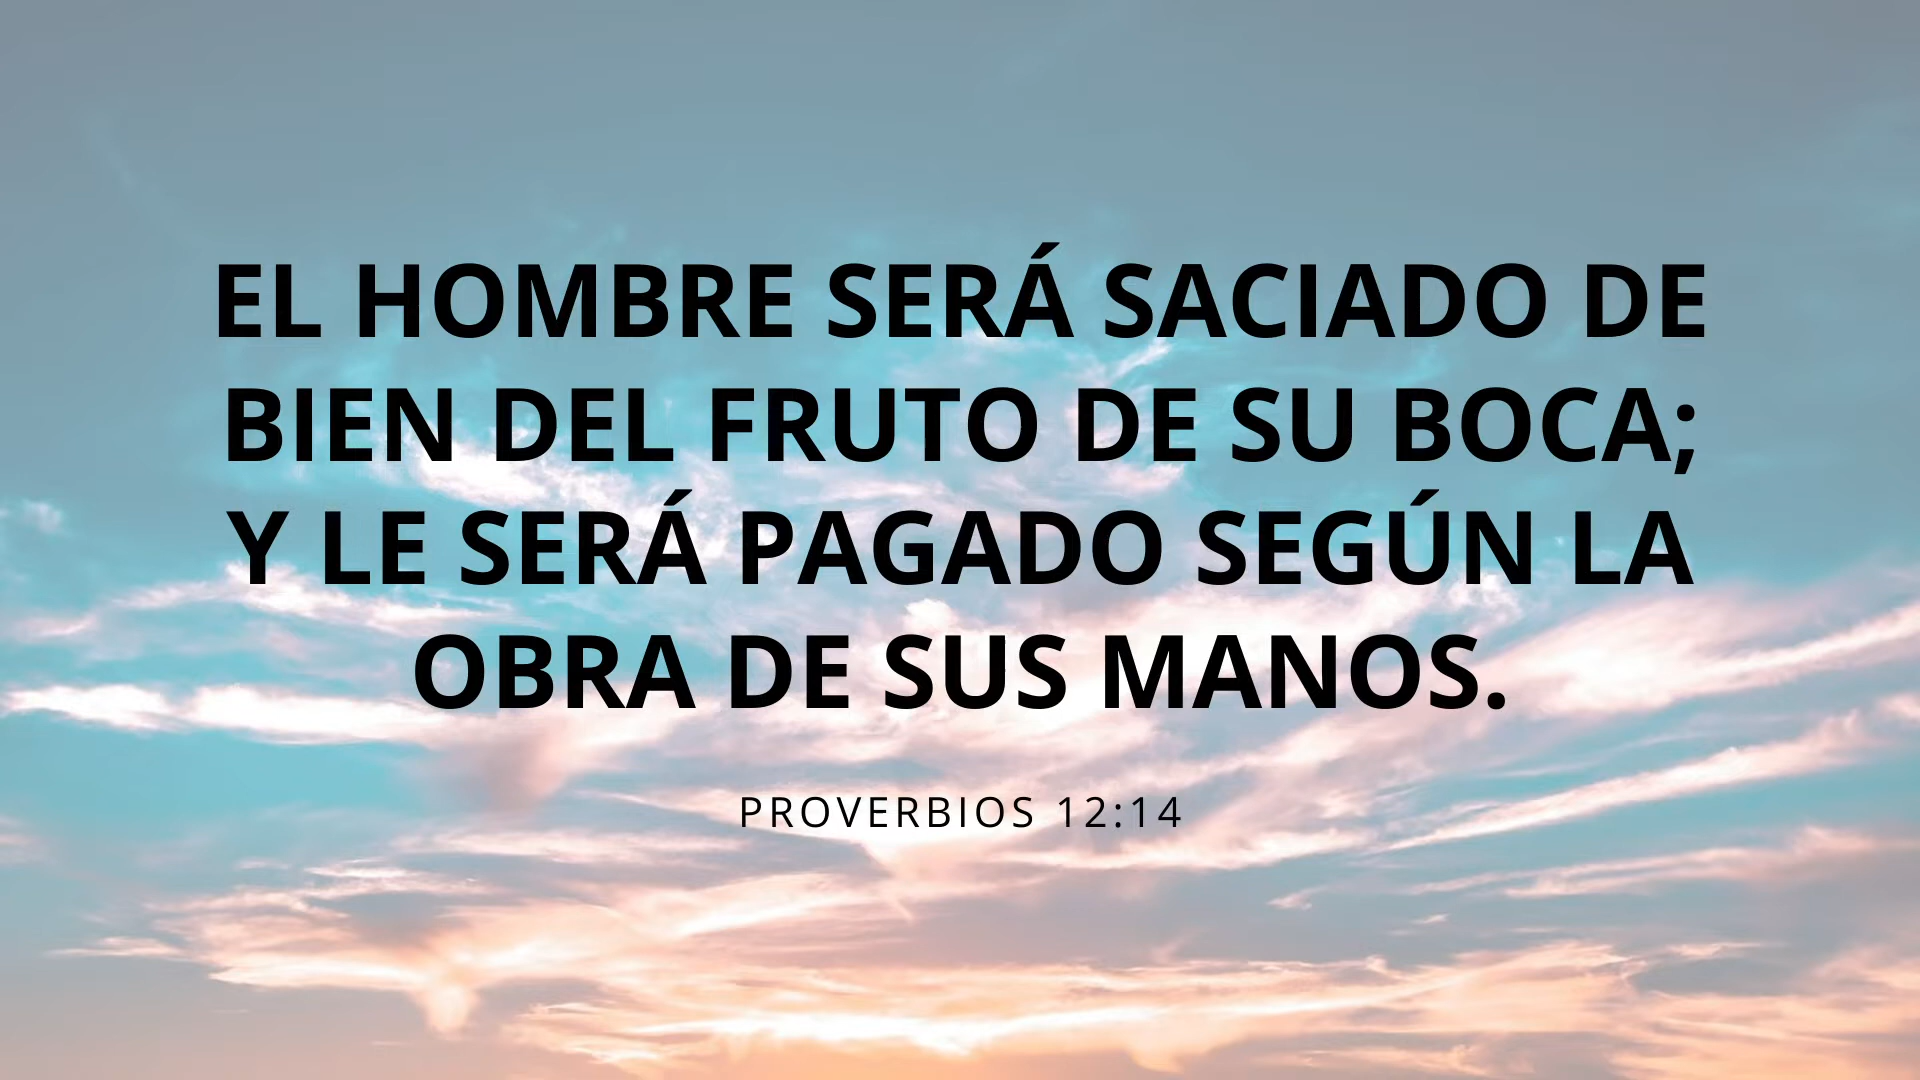 EL HOMBRE SERÁ SACIADO DE
BIEN DEL FRUTO DE SU BOCA;
Y LE SERÁ PAGADO SEGÚN LA
OBRA DE SUS MANOS.
PROVERBIOS 12:14